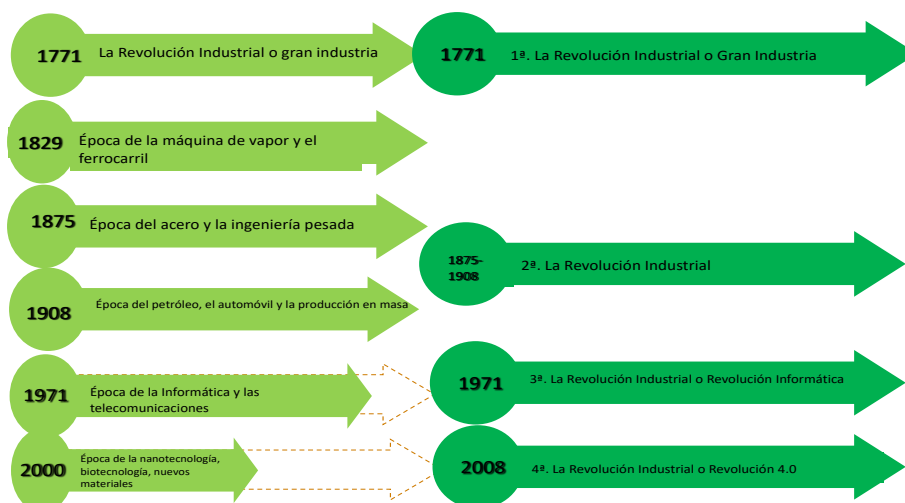 1771
La Revolución Industrial o gran industria
1771
1ª. La Revolución Industrial o Gran Industria
1829
Época de la máquina de vapor y el
ferrocarril
1875
Época del acero y la ingeniería pesada
1875-
1908
2ª. La Revolución Industrial
1908
Época del petróleo, el automóvil y la producción en masa
1971
Época de la Informática y las
telecomunicaciones
1971
3ª. La Revolución Industrial o Revolución Informática
2000
Época de la nanotecnología,
biotecnología, nuevos
materiales
2008
4ª. La Revolución Industrial o Revolución 4.0